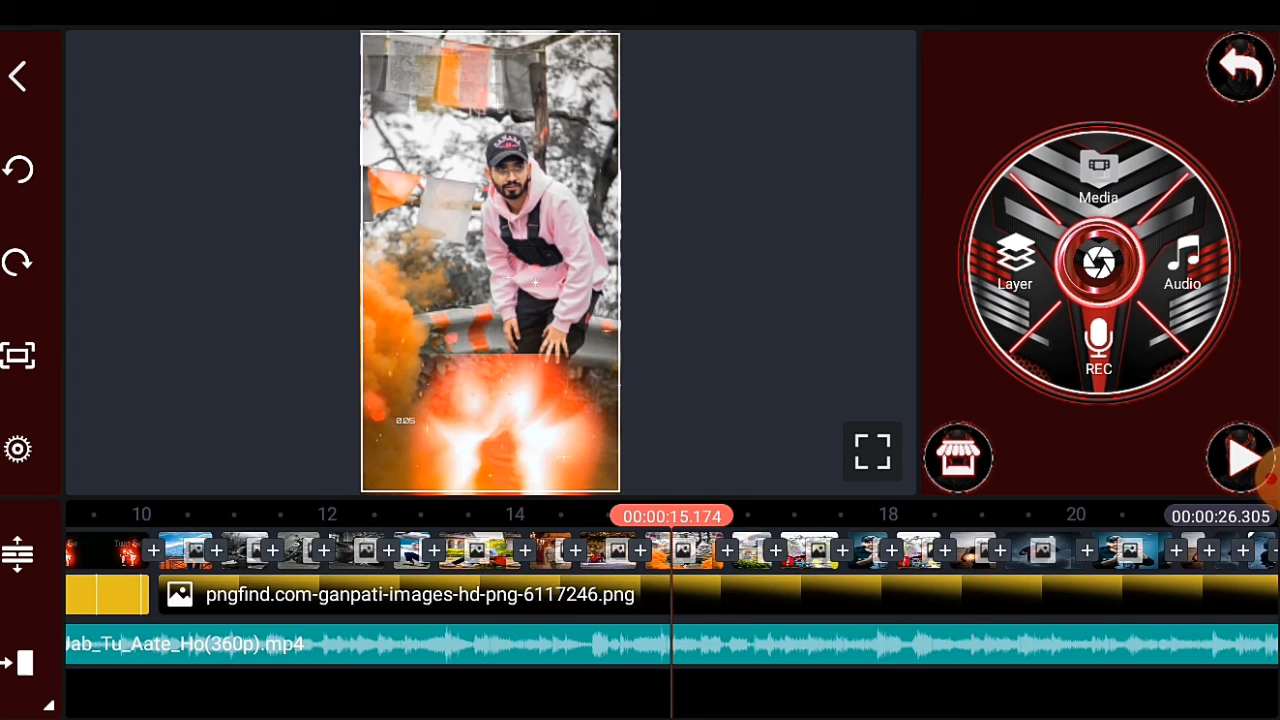 Media
Layer
Audio
REC
10
12
14
00:00:15.174
18
20
00:00:26.305
pngfind.com-ganpati-images-hd-png-6117246.png
Jab_Tu_Aate_Ho(360p).mp4